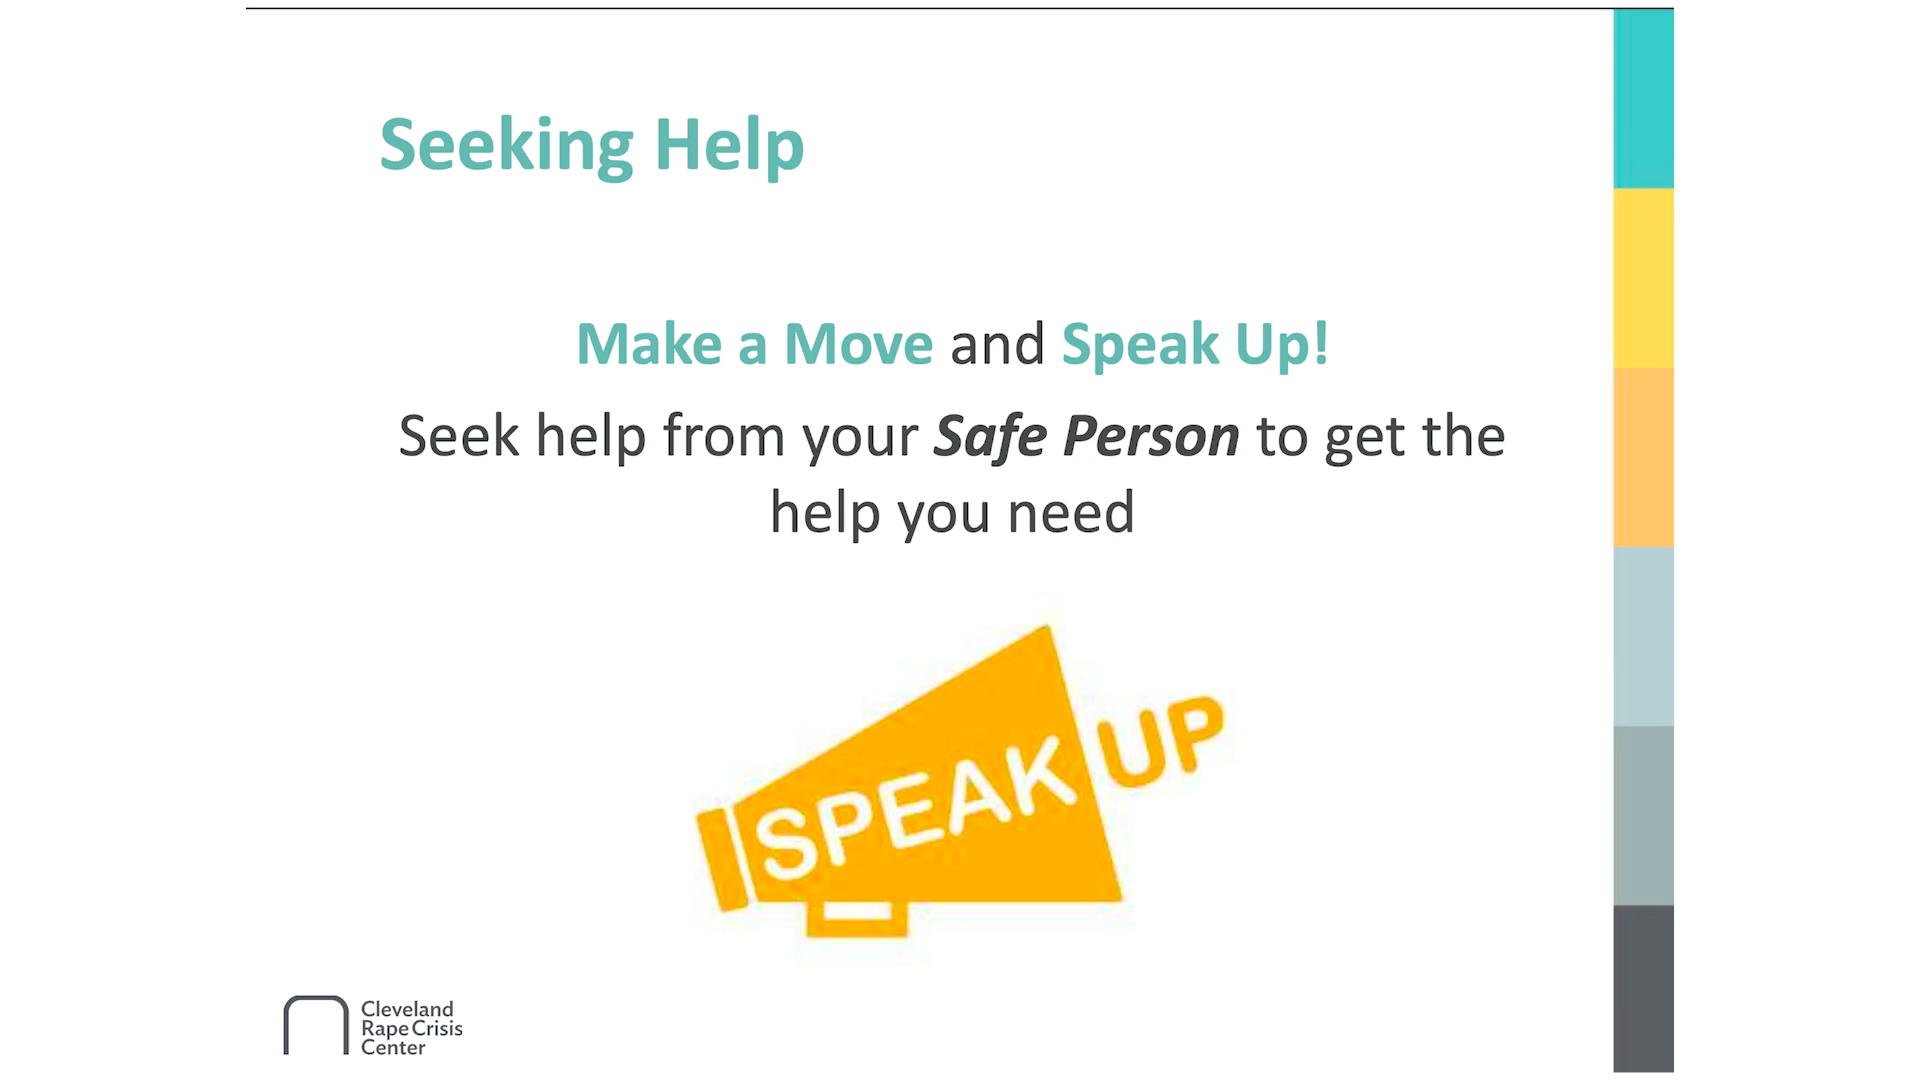 Seeking Help
Make a Move and Speak Up!
Seek help from your Safe Person to get the
help you need
SPEAK UP
Cleveland
Rape Crisis
Center